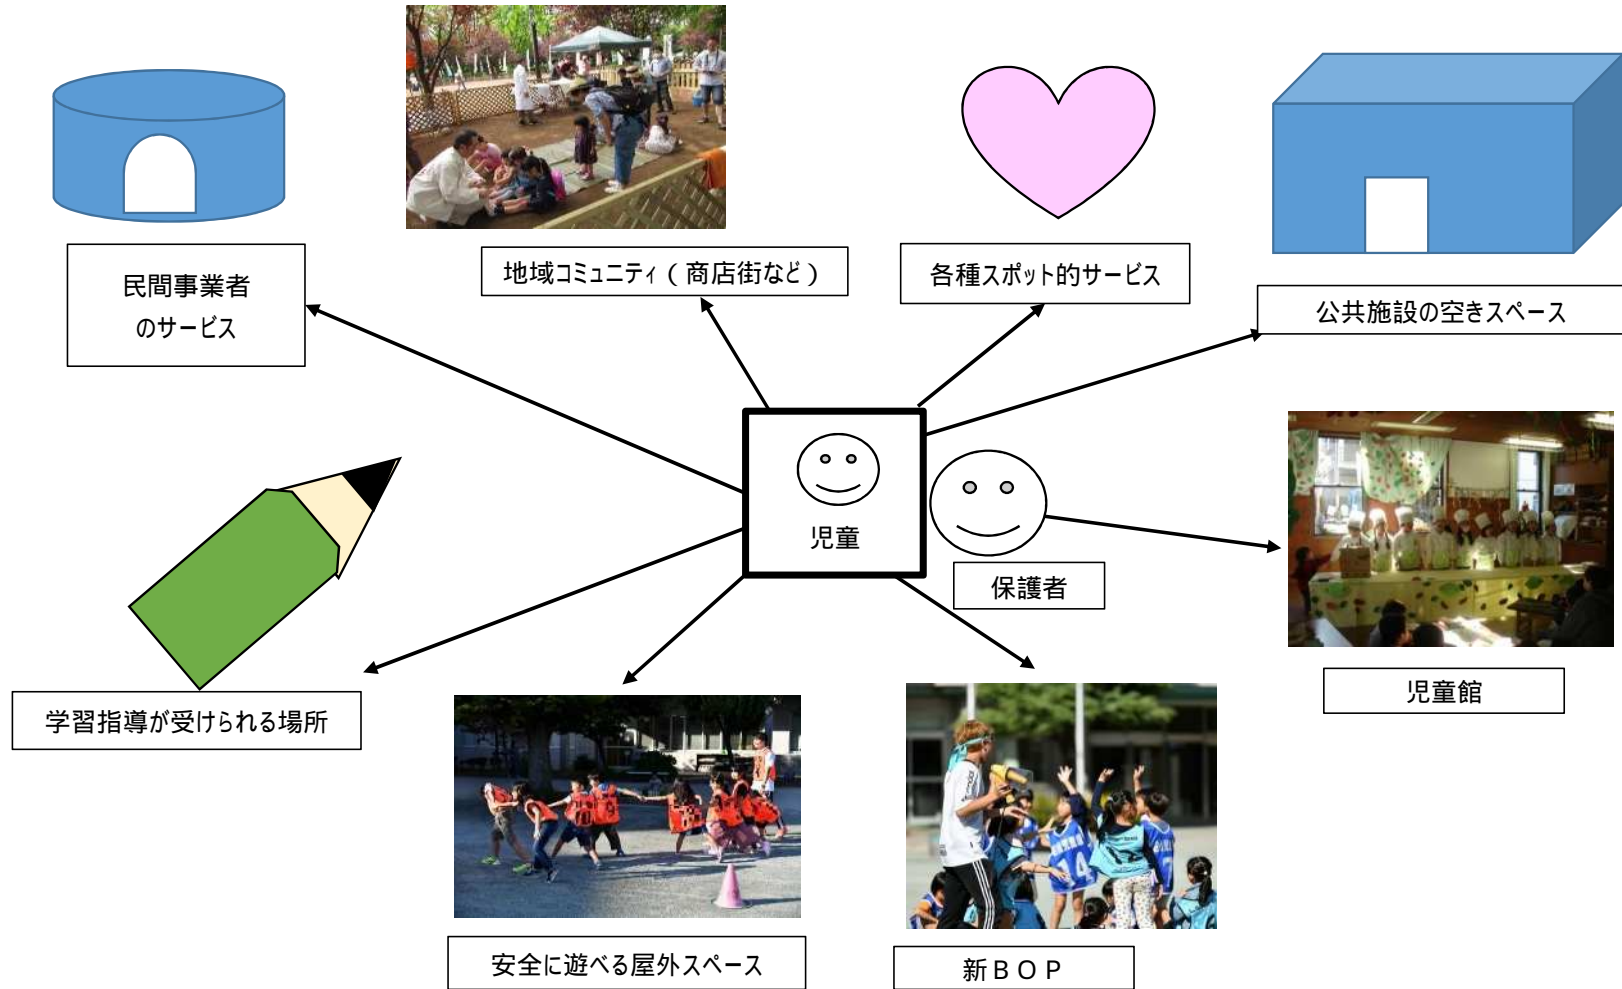 地域コミュニティ（商店街など）
各種スポット的サービス
民間事業者
のサービス
公共施設の空きスペース
児童
保護者
児童館
学習指導が受けられる場所
安全に遊べる屋外スペース
新ＢＯＰ